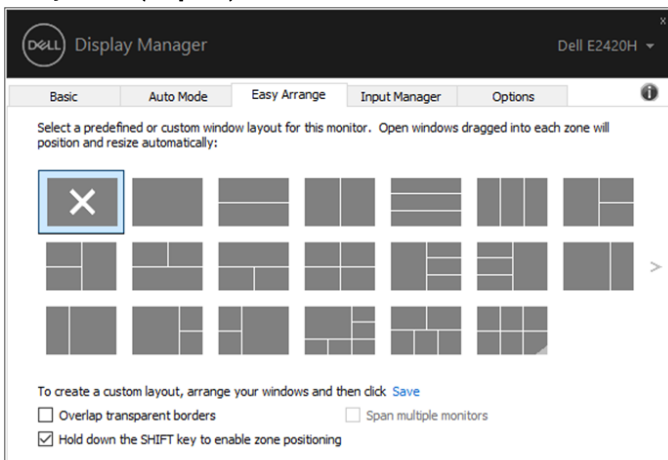 DELL Display Manager
x
Dell E2420H
Basic Auto Mode Easy Arrange Input Manager Options
Select a predefined or custom window layout for this monitor. Open windows dragged into each zone will
position and resize automatically:
>
To create a custom layout, arrange your windows and then click Save
Overlap transparent borders Span multiple monitors
Hold down the SHIFT key to enable zone positioning